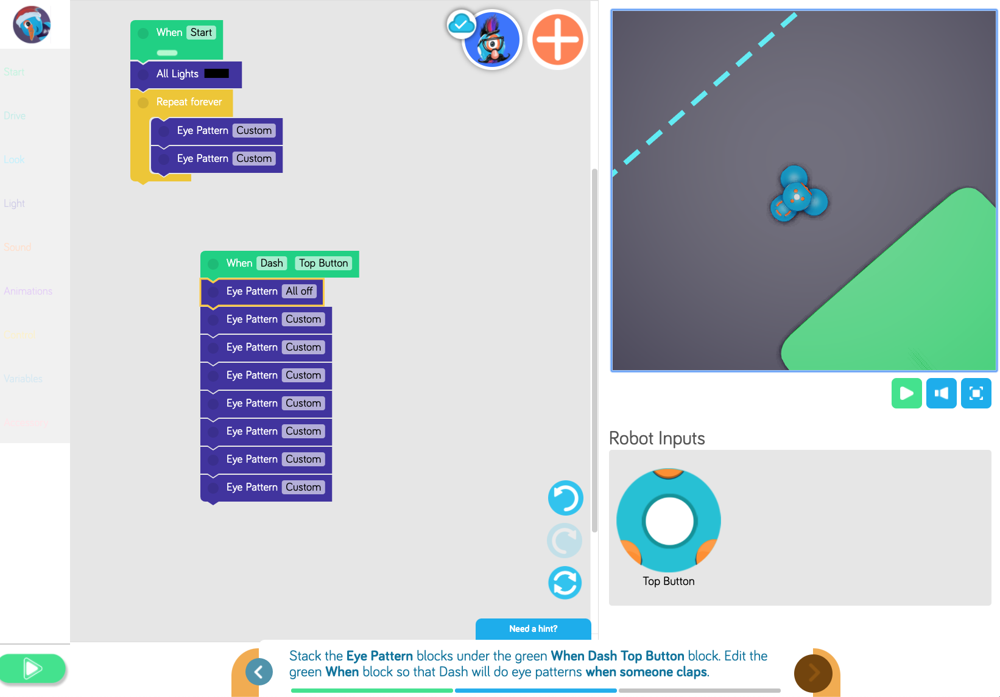 When Start
All Lights
Repeat forever
Eye Pattern Custom
Eye Pattern Custom
Start
Drive
Look
Light
Sound
Animations
Control
Variables
Accessory
When Dash Top Button
Eye Pattern All off
Eye Pattern Custom
Eye Pattern Custom
Eye Pattern Custom
Eye Pattern Custom
Eye Pattern Custom
Eye Pattern Custom
Eye Pattern Custom
Robot Inputs
Top Button
Need a hint?
Stack the Eye Pattern blocks under the green When Dash Top Button block. Edit the
green When block so that Dash will do eye patterns when someone claps.